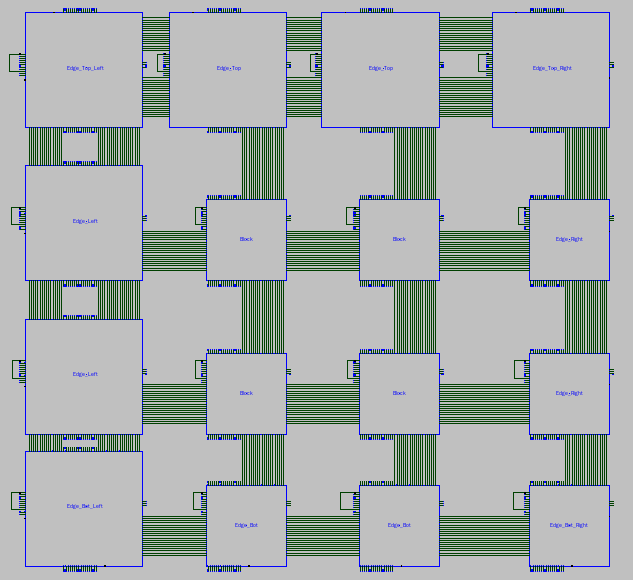 Edge_Top_Left
Edge_Top
Edge_Top
Edge_Top_Right
Edge_Left
Block
Block
Edge_Right
Edge_Left
Block
Block
Edge_Right
Edge_Bot_Left
Edge_Bot
Edge_Bot
Edge_Bot_Right